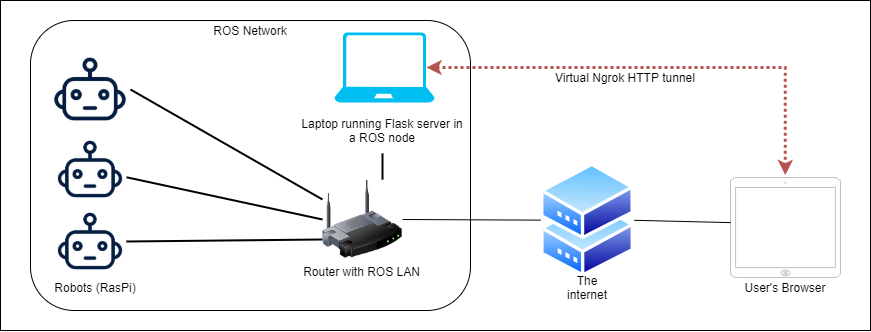 ROS Network
Virtual Ngrok HTTP tunnel
Laptop running Flask server in
a ROS node
Router with ROS LAN
Robots (RasPi)
The
internet
User's Browser